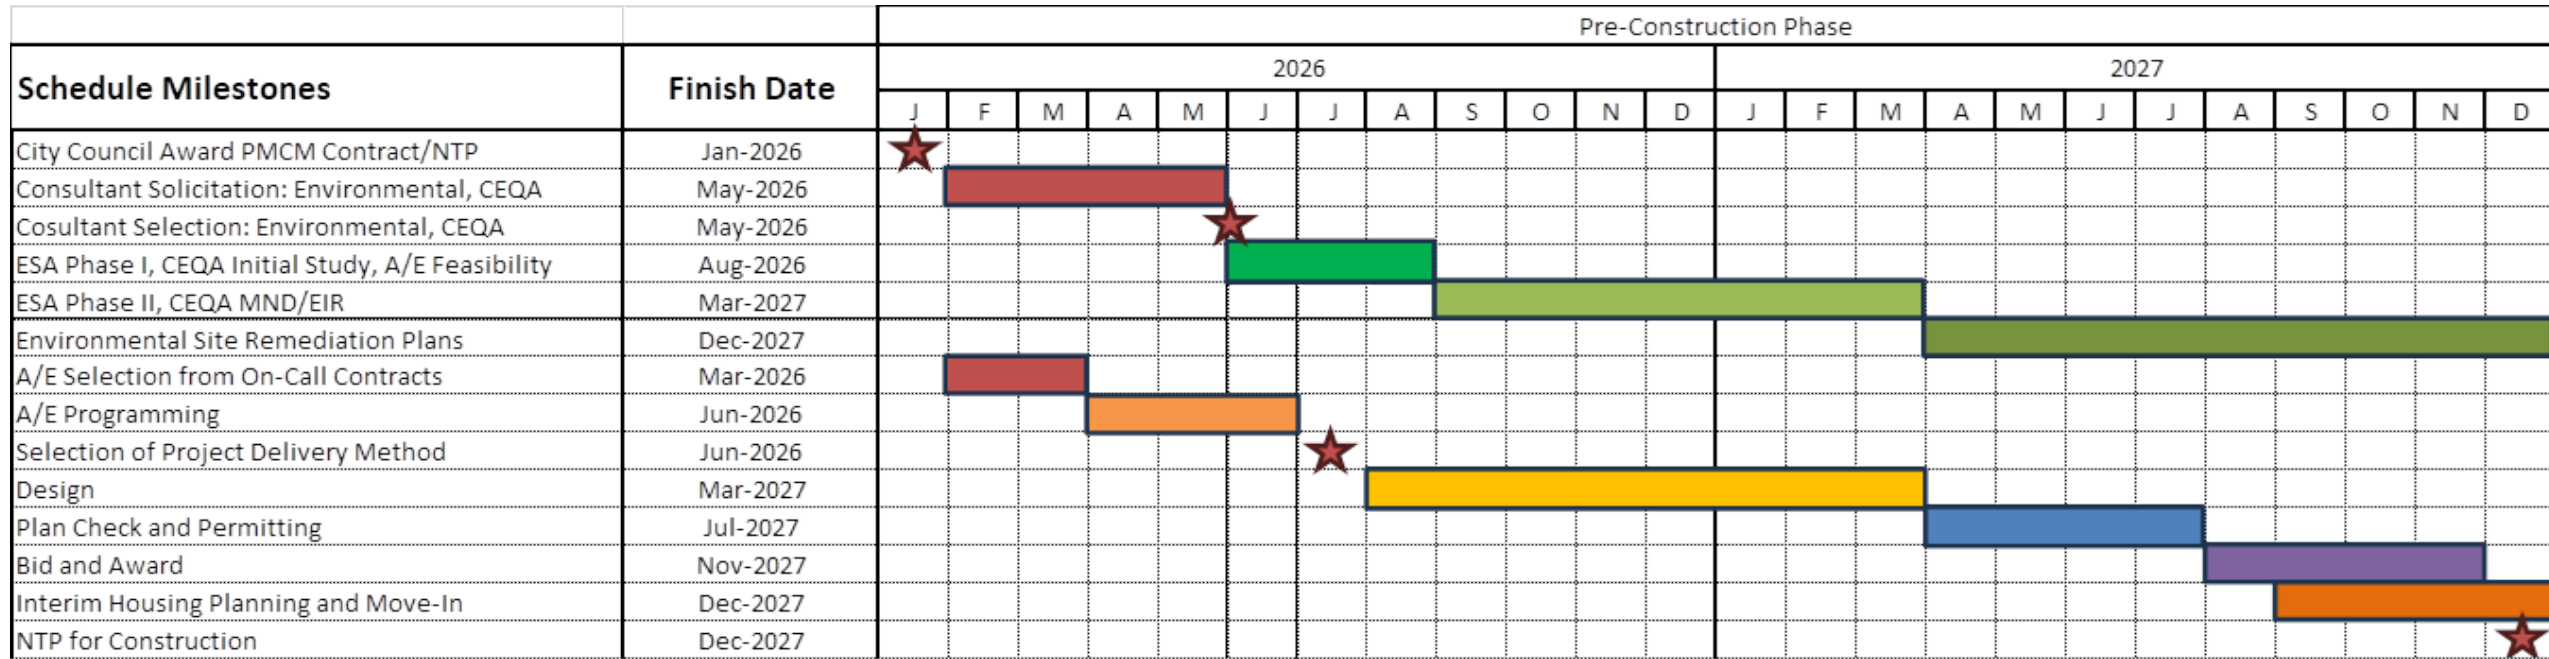 Pre-Construction Phase
Schedule Milestones Finish Date 2026 2027
J F M A M J J A S O N D J F M A M J J A S O N D
City Council Award PMCM Contract/NTP Jan-2026
Consultant Solicitation: Environmental, CEQA May-2026
Cosultant Selection: Environmental, CEQA May-2026
ESA Phase I, CEQA Initial Study, A/E Feasibility Aug-2026
ESA Phase II, CEQA MND/EIR Mar-2027
Environmental Site Remediation Plans Dec-2027
A/E Selection from On-Call Contracts Mar-2026
A/E Programming Jun-2026
Selection of Project Delivery Method Jun-2026
Design Mar-2027
Plan Check and Permitting Jul-2027
Bid and Award Nov-2027
Interim Housing Planning and Move-In Dec-2027
NTP for Construction Dec-2027